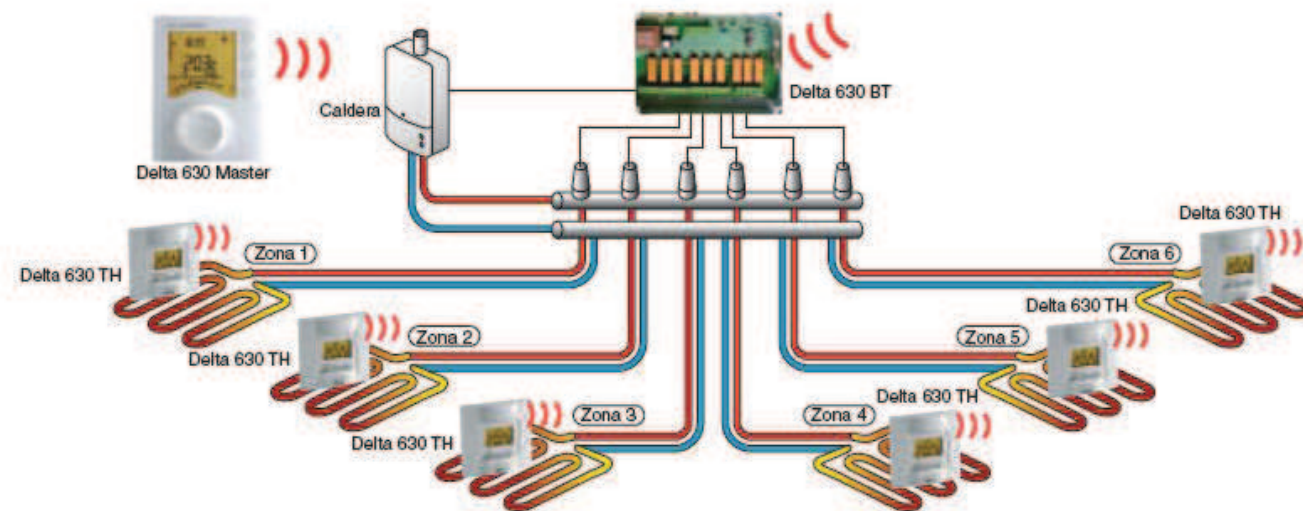 Delta 630 Master
Caldera
Delta 630 BT
Delta 630 TH
Zona 1
Delta 630 TH
Zona 2
Delta 630 TH
Zona 3
Zona 4
Delta 630 TH
Zona 5
Delta 630 TH
Zona 6
Delta 630 TH